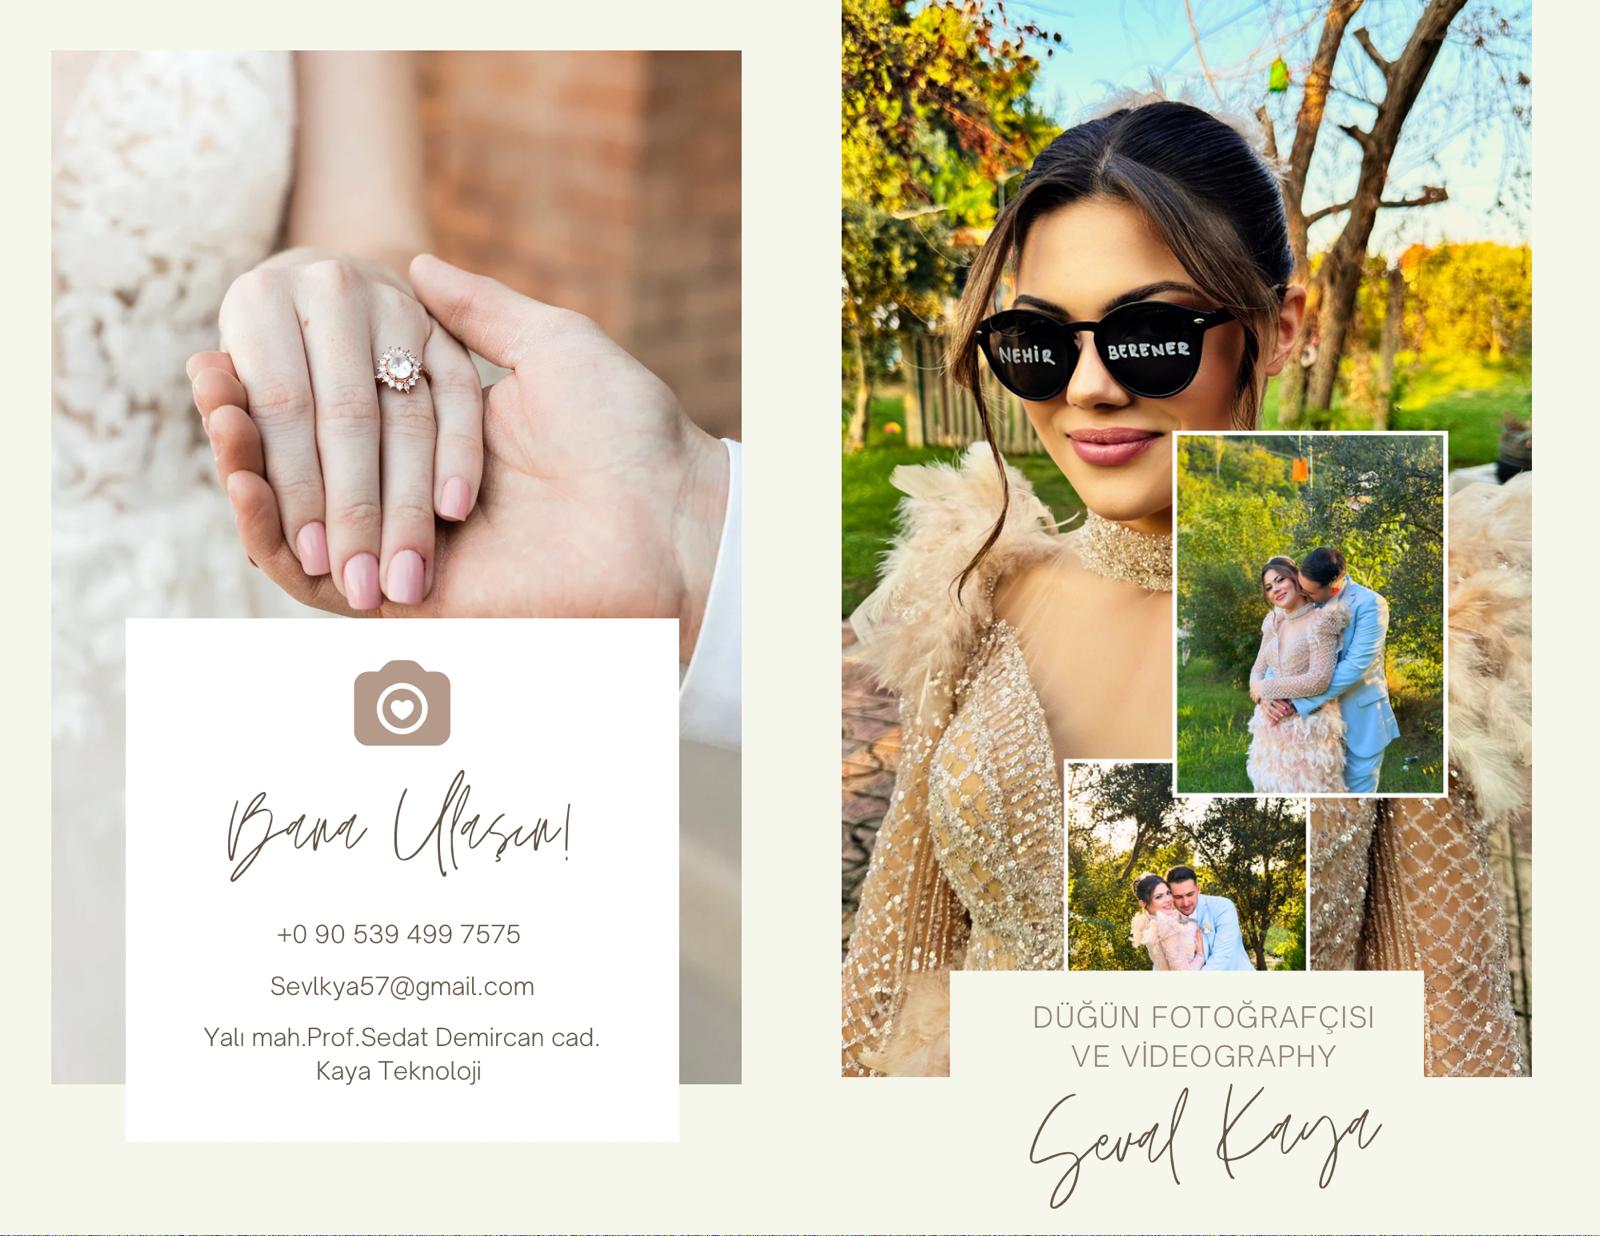 Bana Ulaşın!
+0 90 539 499 7575
Sevlkya57@gmail.com
Yalı mah.Prof.Sedat Demircan cad.
Kaya Teknoloji
NEHİR BERENER
DÜĞÜN FOTOĞRAFÇISI
VE VİDEOGRAPHY
Seval Kaya